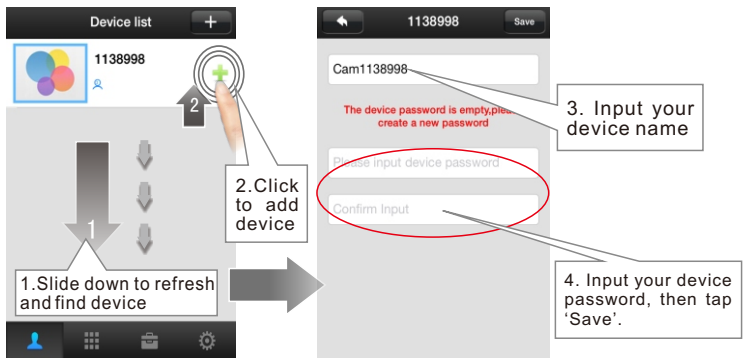 Device list
+
1138998
2
2.Click
to add
device
1
1.Slide down to refresh
and find device
1138998
Save
Cam1138998
The device password is empty,plea
create a new password
Please input device password
Confirm Input
3. Input your
device name
4. Input your device
password, then tap
‘Save’.